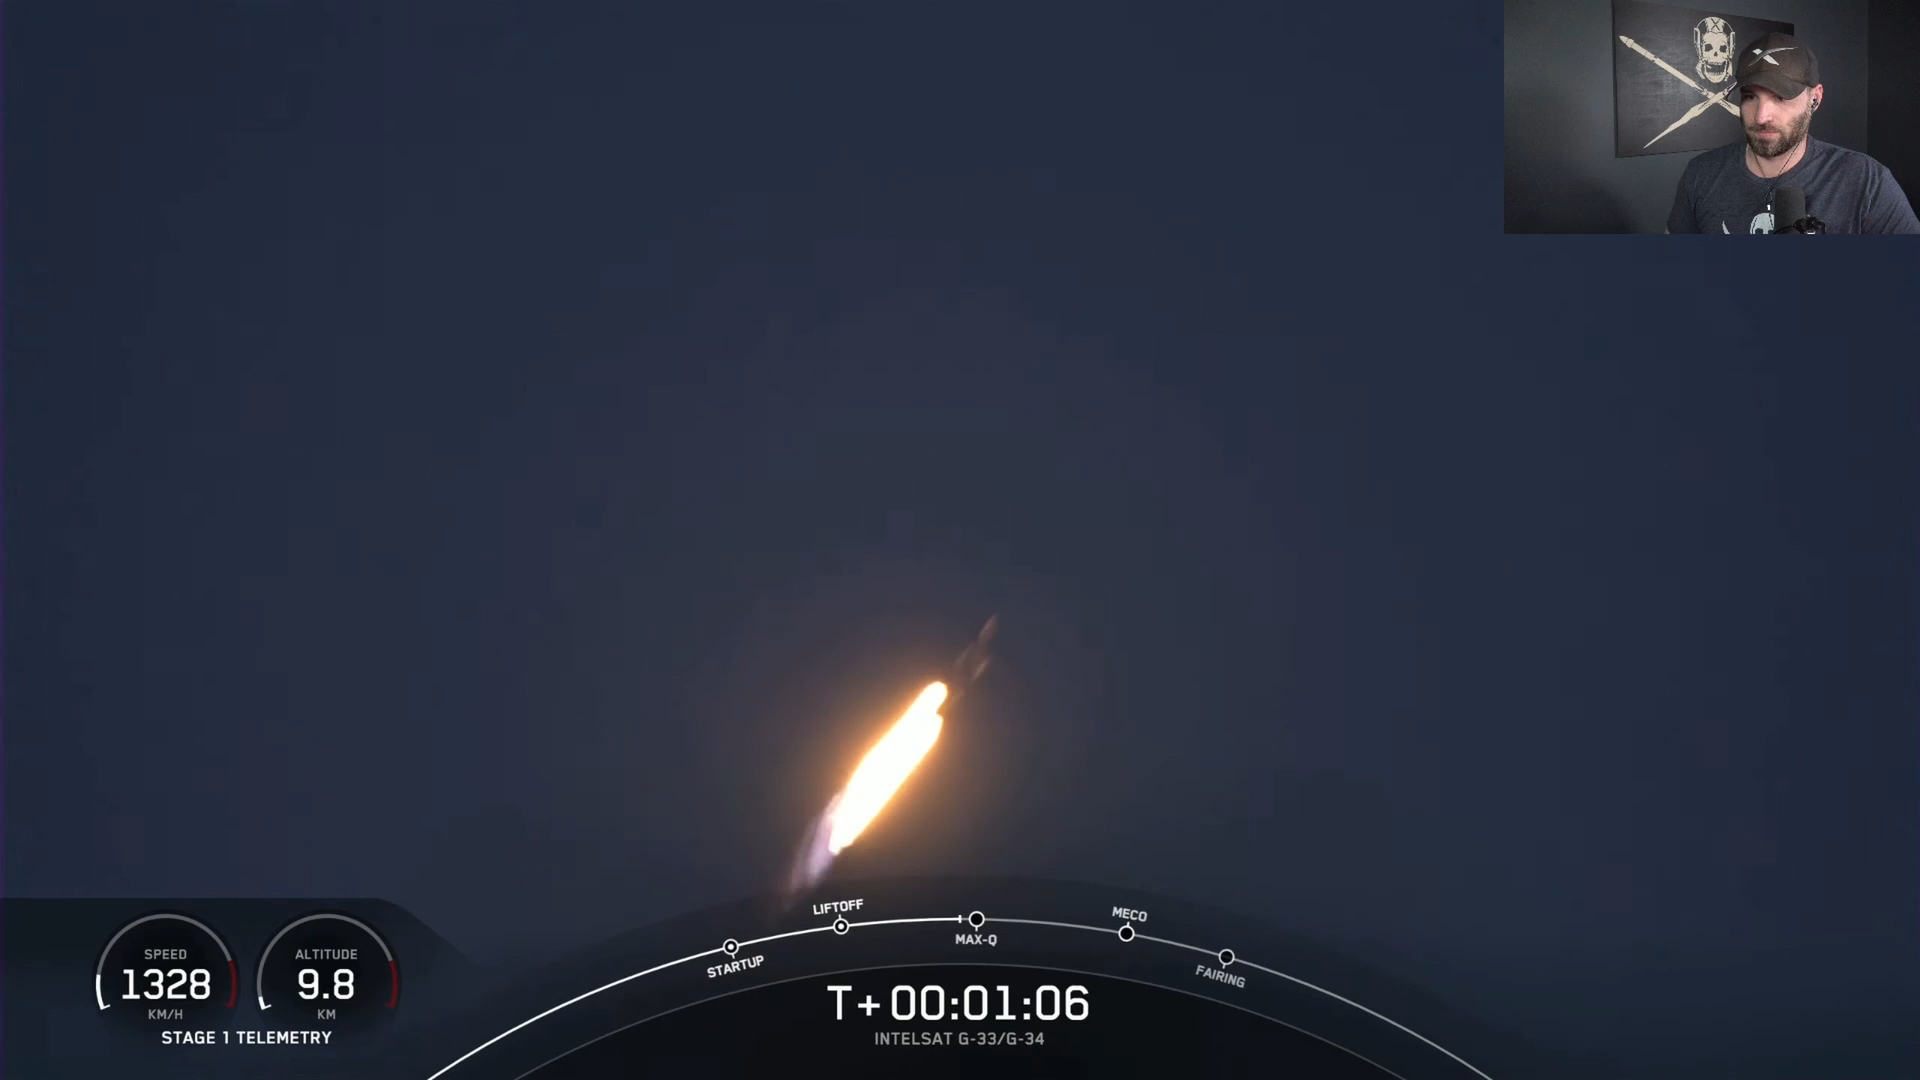 LIFTOFF
MECO
STARTUP
MAX-Q
FAIRING
SPEED
1328
KM/H
ALTITUDE
9.8
KM
STAGE 1 TELEMETRY
T+00:01:06
INTELSAT G-33/G-34